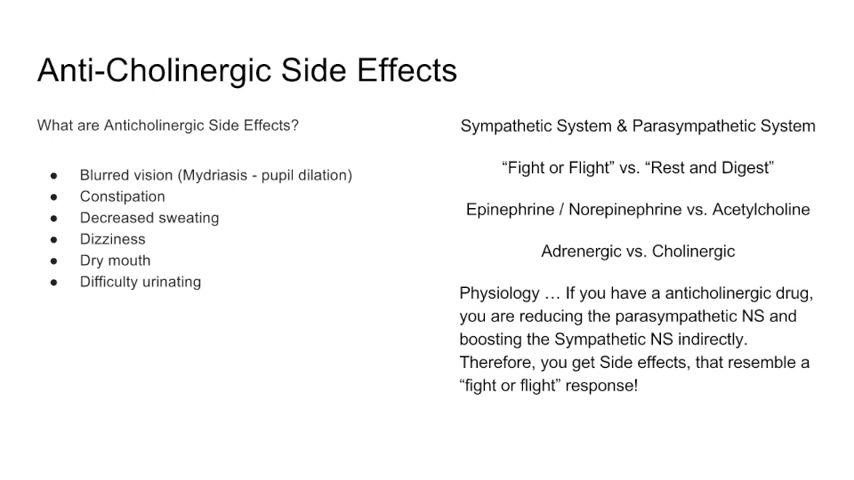 Anti-Cholinergic Side Effects
What are Anticholinergic Side Effects?
● Blurred vision (Mydriasis - pupil dilation)
● Constipation
● Decreased sweating
● Dizziness
● Dry mouth
● Difficulty urinating
Sympathetic System & Parasympathetic System
“Fight or Flight” vs. “Rest and Digest”
Epinephrine / Norepinephrine vs. Acetylcholine
Adrenergic vs. Cholinergic
Physiology … If you have a anticholinergic drug,
you are reducing the parasympathetic NS and
boosting the Sympathetic NS indirectly.
Therefore, you get Side effects, that resemble a
“fight or flight” response!